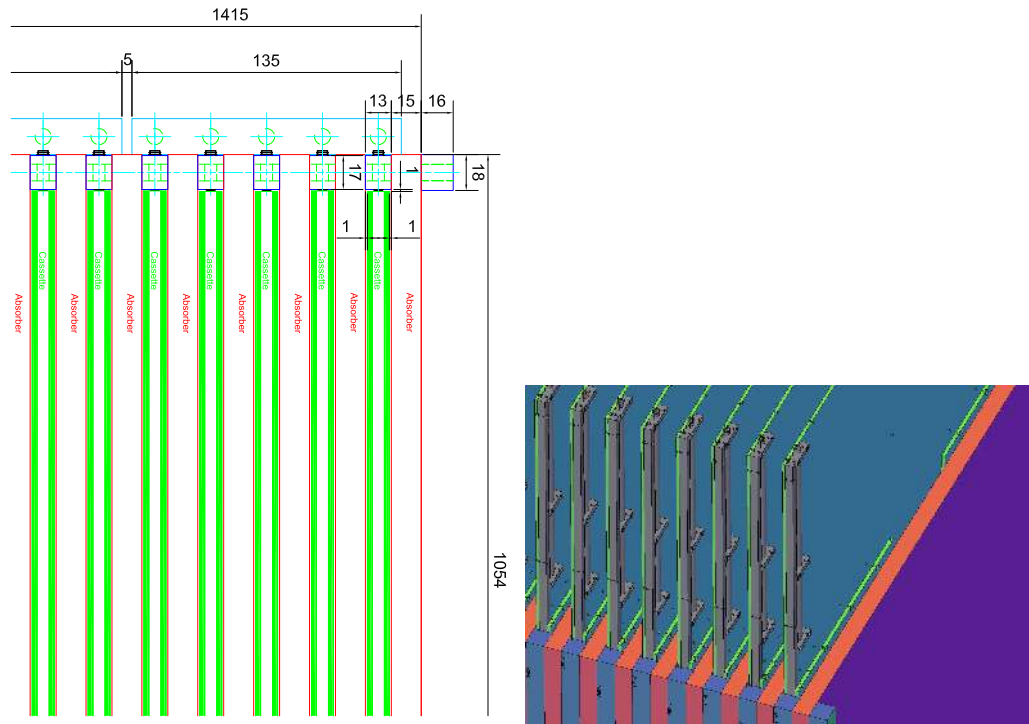 1415
5
135
13
15
16
17
1
18
1
1
Cassette
Cassette
Cassette
Cassette
Cassette
Cassette
Cassette
Absorber
Absorber
Absorber
Absorber
Absorber
Absorber
Absorber
Absorber
1054